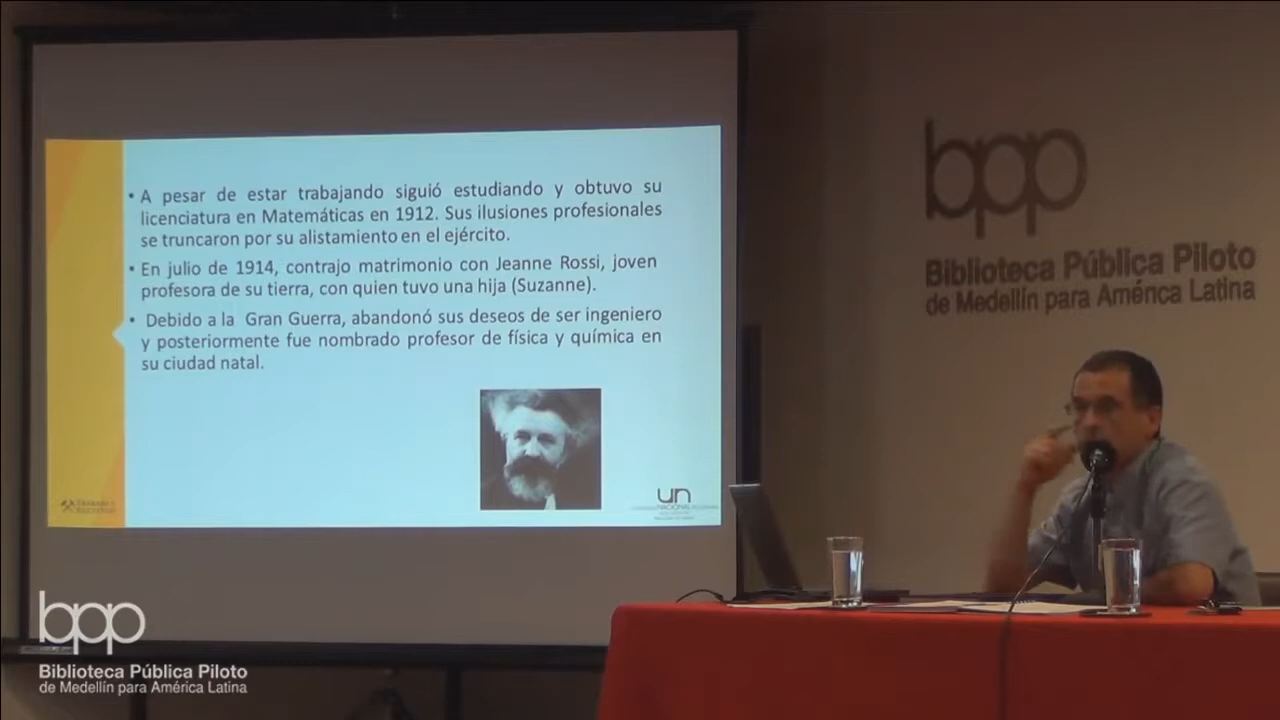 • A pesar de estar trabajando siguió estudiando y obtuvo su
licenciatura en Matemáticas en 1912. Sus ilusiones profesionales
se truncaron por su alistamiento en el ejército.
• En julio de 1914, contrajo matrimonio con Jeanne Rossi, joven
profesora de su tierra, con quien tuvo una hija (Suzanne).
• Debido a la Gran Guerra, abandonó sus deseos de ser ingeniero
y posteriormente fue nombrado profesor de física y química en
su ciudad natal.
un
NACIONAL
bpp
Biblioteca Pública Piloto
de Medellín para América Latina
bpp
Biblioteca Pública Piloto
de Medellín para América Latina